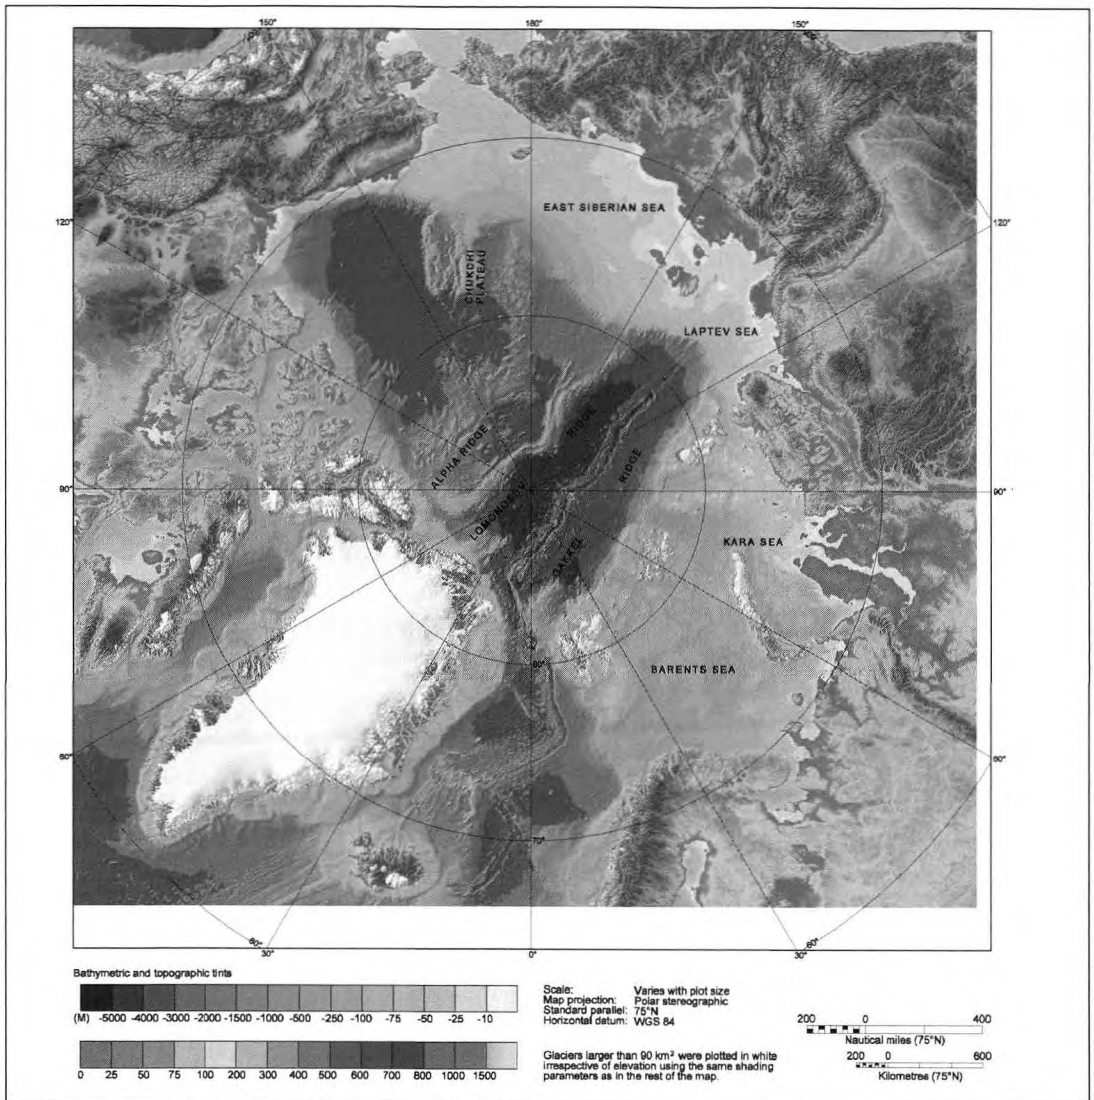 150° 180° 150°
60° 60°
EAST SIBERIAN SEA
120° 120°
CHUKCHI
PLATEAU
LAPTEV SEA
RIDGE
ALPHA RIDGE
RIDGE
90° 90°
LOMONOSOV
KARA SEA
GAKKEL
80°
BARENTS SEA
60° 60°
70°
60° 60°
30° 0° 30°
Bathymetric and topographic tints
(M) -5000 -4000 -3000 -2000 -1500 -1000 -500 -250 -100 -75 -50 -25 -10
0 25 50 75 100 200 300 400 500 600 700 800 1000 1500
Scale: Varies with plot size
Map projection: Polar stereographic
Standard parallel: 75°N
Horizontal datum: WGS 84
Glaciers larger than 90 km² were plotted in white
irrespective of elevation using the same shading
parameters as in the rest of the map.
200 0 400
Nautical miles (75°N)
200 0 600
Kilometres (75°N)